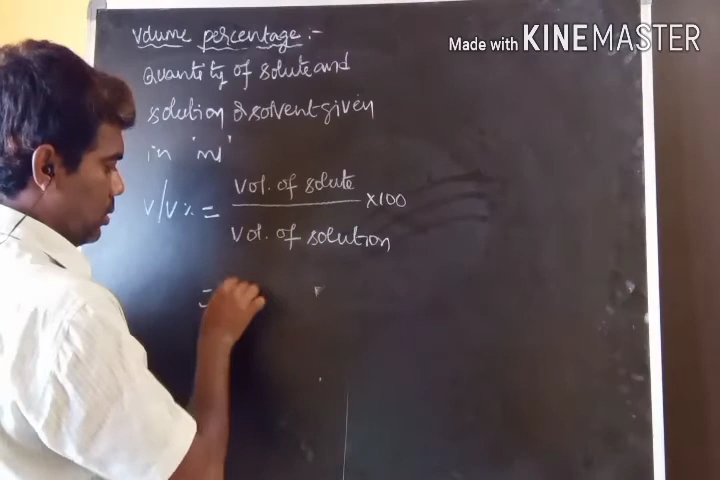 Volume percentage :-
Made with KINEMASTER
Quantity of solute and
solution & solvent given
in 'ml'
V/V % = Vol. of solute
× 100
Vol. of solution
=